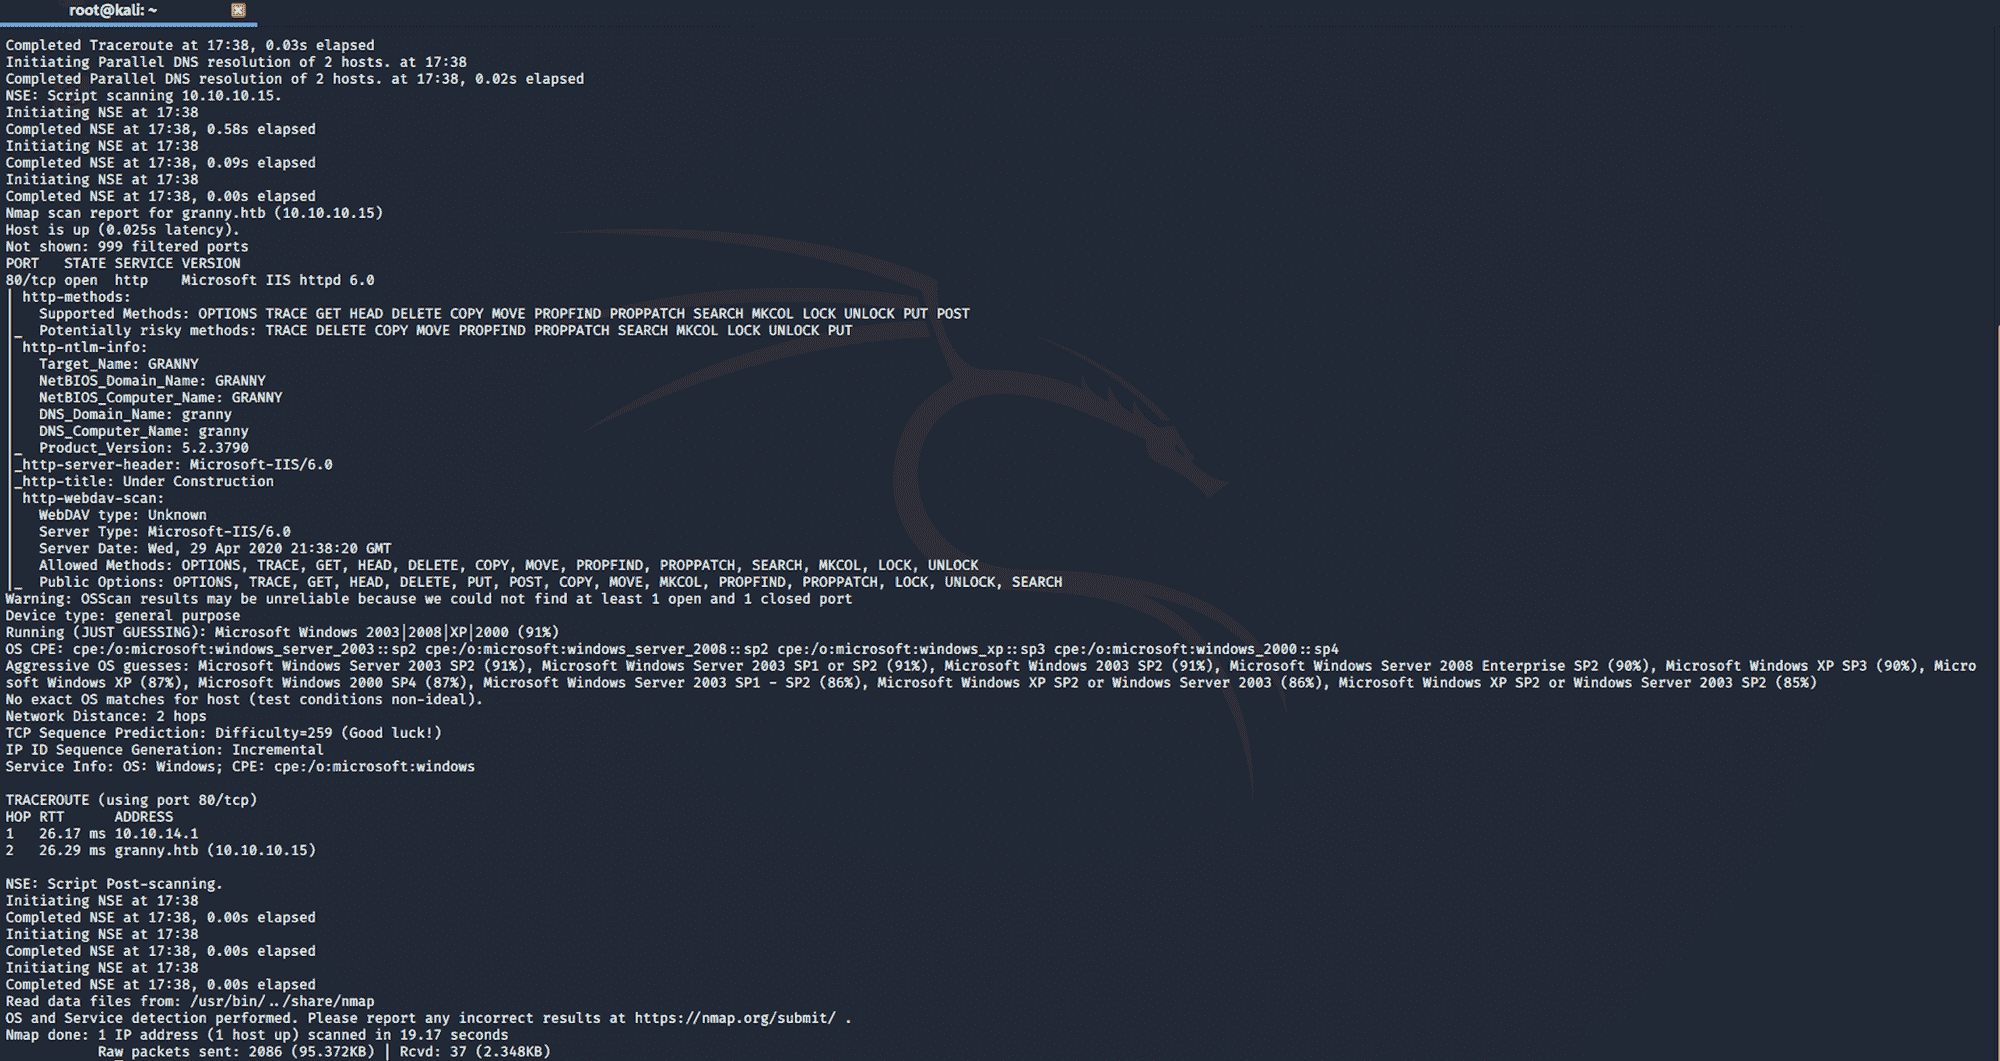 root@kali: ~
Completed Traceroute at 17:38, 0.03s elapsed
Initiating Parallel DNS resolution of 2 hosts. at 17:38
Completed Parallel DNS resolution of 2 hosts. at 17:38, 0.02s elapsed
NSE: Script scanning 10.10.10.15.
Initiating NSE at 17:38
Completed NSE at 17:38, 0.58s elapsed
Initiating NSE at 17:38
Completed NSE at 17:38, 0.09s elapsed
Initiating NSE at 17:38
Completed NSE at 17:38, 0.00s elapsed
Nmap scan report for granny.htb (10.10.10.15)
Host is up (0.025s latency).
Not shown: 999 filtered ports
PORT   STATE SERVICE VERSION
80/tcp open  http    Microsoft IIS httpd 6.0
| http-methods:
|   Supported Methods: OPTIONS TRACE GET HEAD DELETE COPY MOVE PROPFIND PROPPATCH SEARCH MKCOL LOCK UNLOCK PUT POST
|_  Potentially risky methods: TRACE DELETE COPY MOVE PROPFIND PROPPATCH SEARCH MKCOL LOCK UNLOCK PUT
| http-ntlm-info:
|   Target_Name: GRANNY
|   NetBIOS_Domain_Name: GRANNY
|   NetBIOS_Computer_Name: GRANNY
|   DNS_Domain_Name: granny
|   DNS_Computer_Name: granny
|_  Product_Version: 5.2.3790
|_http-server-header: Microsoft-IIS/6.0
|_http-title: Under Construction
| http-webdav-scan:
|   WebDAV type: Unknown
|   Server Type: Microsoft-IIS/6.0
|   Server Date: Wed, 29 Apr 2020 21:38:20 GMT
|   Allowed Methods: OPTIONS, TRACE, GET, HEAD, DELETE, COPY, MOVE, PROPFIND, PROPPATCH, SEARCH, MKCOL, LOCK, UNLOCK
|_  Public Options: OPTIONS, TRACE, GET, HEAD, DELETE, PUT, POST, COPY, MOVE, MKCOL, PROPFIND, PROPPATCH, LOCK, UNLOCK, SEARCH
Warning: OSScan results may be unreliable because we could not find at least 1 open and 1 closed port
Device type: general purpose
Running (JUST GUESSING): Microsoft Windows 2003|2008|XP|2000 (91%)
OS CPE: cpe:/o:microsoft:windows_server_2003::sp2 cpe:/o:microsoft:windows_server_2008::sp2 cpe:/o:microsoft:windows_xp::sp3 cpe:/o:microsoft:windows_2000::sp4
Aggressive OS guesses: Microsoft Windows Server 2003 SP2 (91%), Microsoft Windows Server 2003 SP1 or SP2 (91%), Microsoft Windows 2003 SP2 (91%), Microsoft Windows Server 2008 Enterprise SP2 (90%), Microsoft Windows XP SP3 (90%), Micro
soft Windows XP (87%), Microsoft Windows 2000 SP4 (87%), Microsoft Windows Server 2003 SP1 - SP2 (86%), Microsoft Windows XP SP2 or Windows Server 2003 (86%), Microsoft Windows XP SP2 or Windows Server 2003 SP2 (85%)
No exact OS matches for host (test conditions non-ideal).
Network Distance: 2 hops
TCP Sequence Prediction: Difficulty=259 (Good luck!)
IP ID Sequence Generation: Incremental
Service Info: OS: Windows; CPE: cpe:/o:microsoft:windows
TRACEROUTE (using port 80/tcp)
HOP RTT      ADDRESS
1   26.17 ms 10.10.14.1
2   26.29 ms granny.htb (10.10.10.15)
NSE: Script Post-scanning.
Initiating NSE at 17:38
Completed NSE at 17:38, 0.00s elapsed
Initiating NSE at 17:38
Completed NSE at 17:38, 0.00s elapsed
Initiating NSE at 17:38
Completed NSE at 17:38, 0.00s elapsed
Read data files from: /usr/bin/../share/nmap
OS and Service detection performed. Please report any incorrect results at https://nmap.org/submit/ .
Nmap done: 1 IP address (1 host up) scanned in 19.17 seconds
Raw packets sent: 2086 (95.372KB) | Rcvd: 37 (2.348KB)